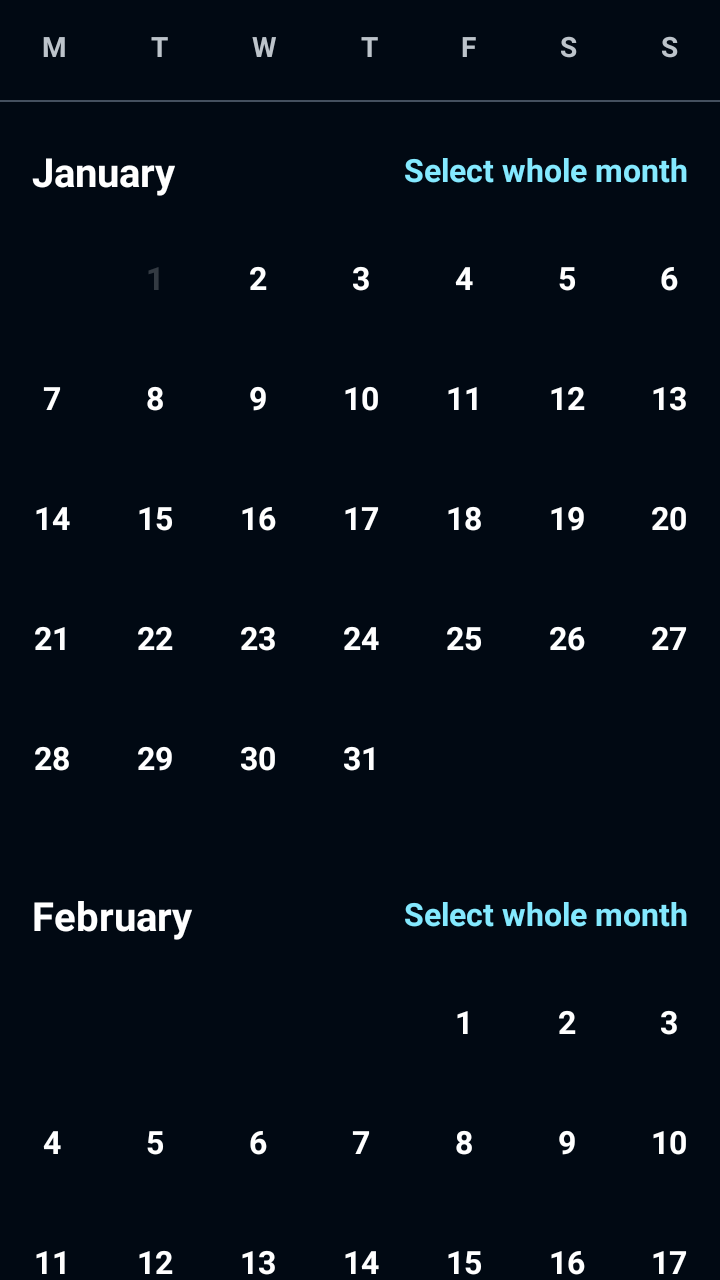 M T W T F S S
January Select whole month
1 2 3 4 5 6
7 8 9 10 11 12 13
14 15 16 17 18 19 20
21 22 23 24 25 26 27
28 29 30 31
February Select whole month
1 2 3
4 5 6 7 8 9 10
11 12 13 14 15 16 17